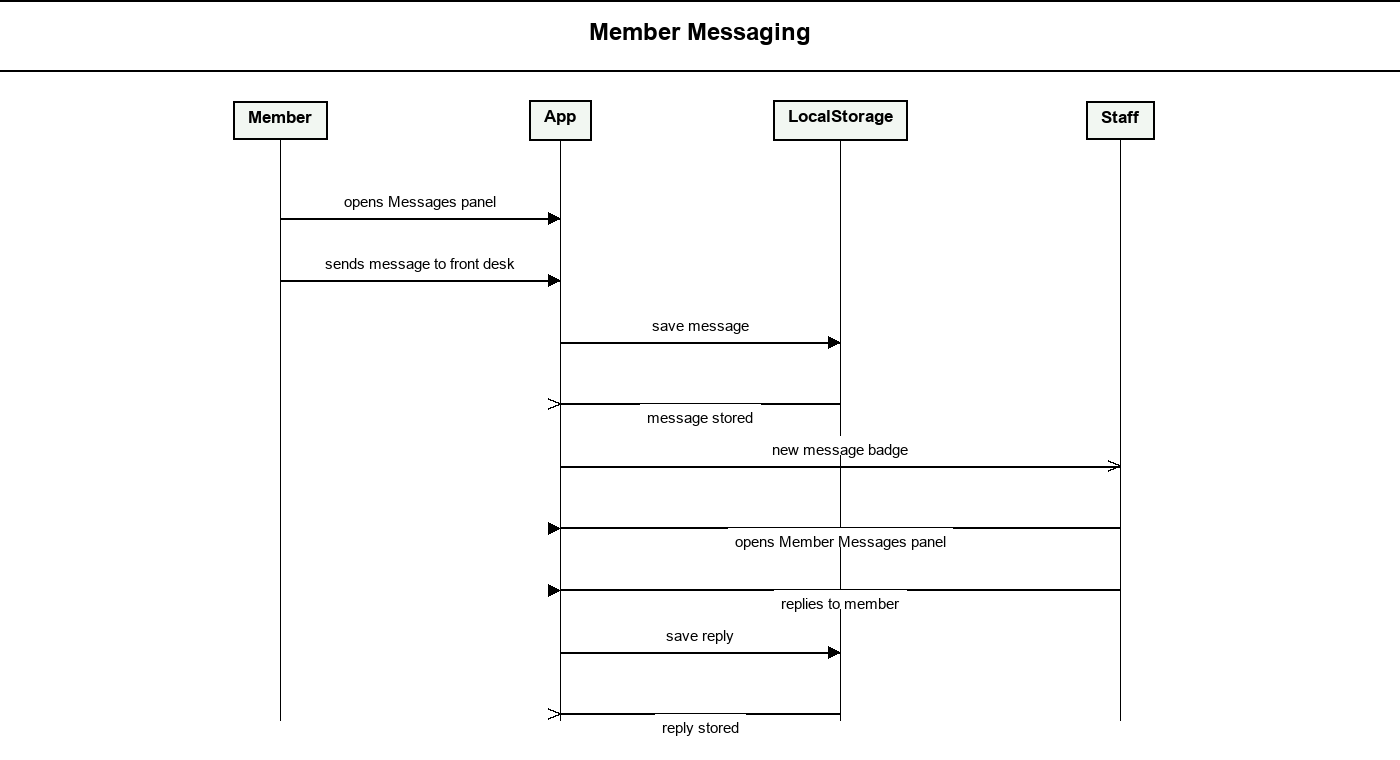 Member Messaging
Member
App
LocalStorage
Staff
opens Messages panel
sends message to front desk
save message
message stored
new message badge
opens Member Messages panel
replies to member
save reply
reply stored